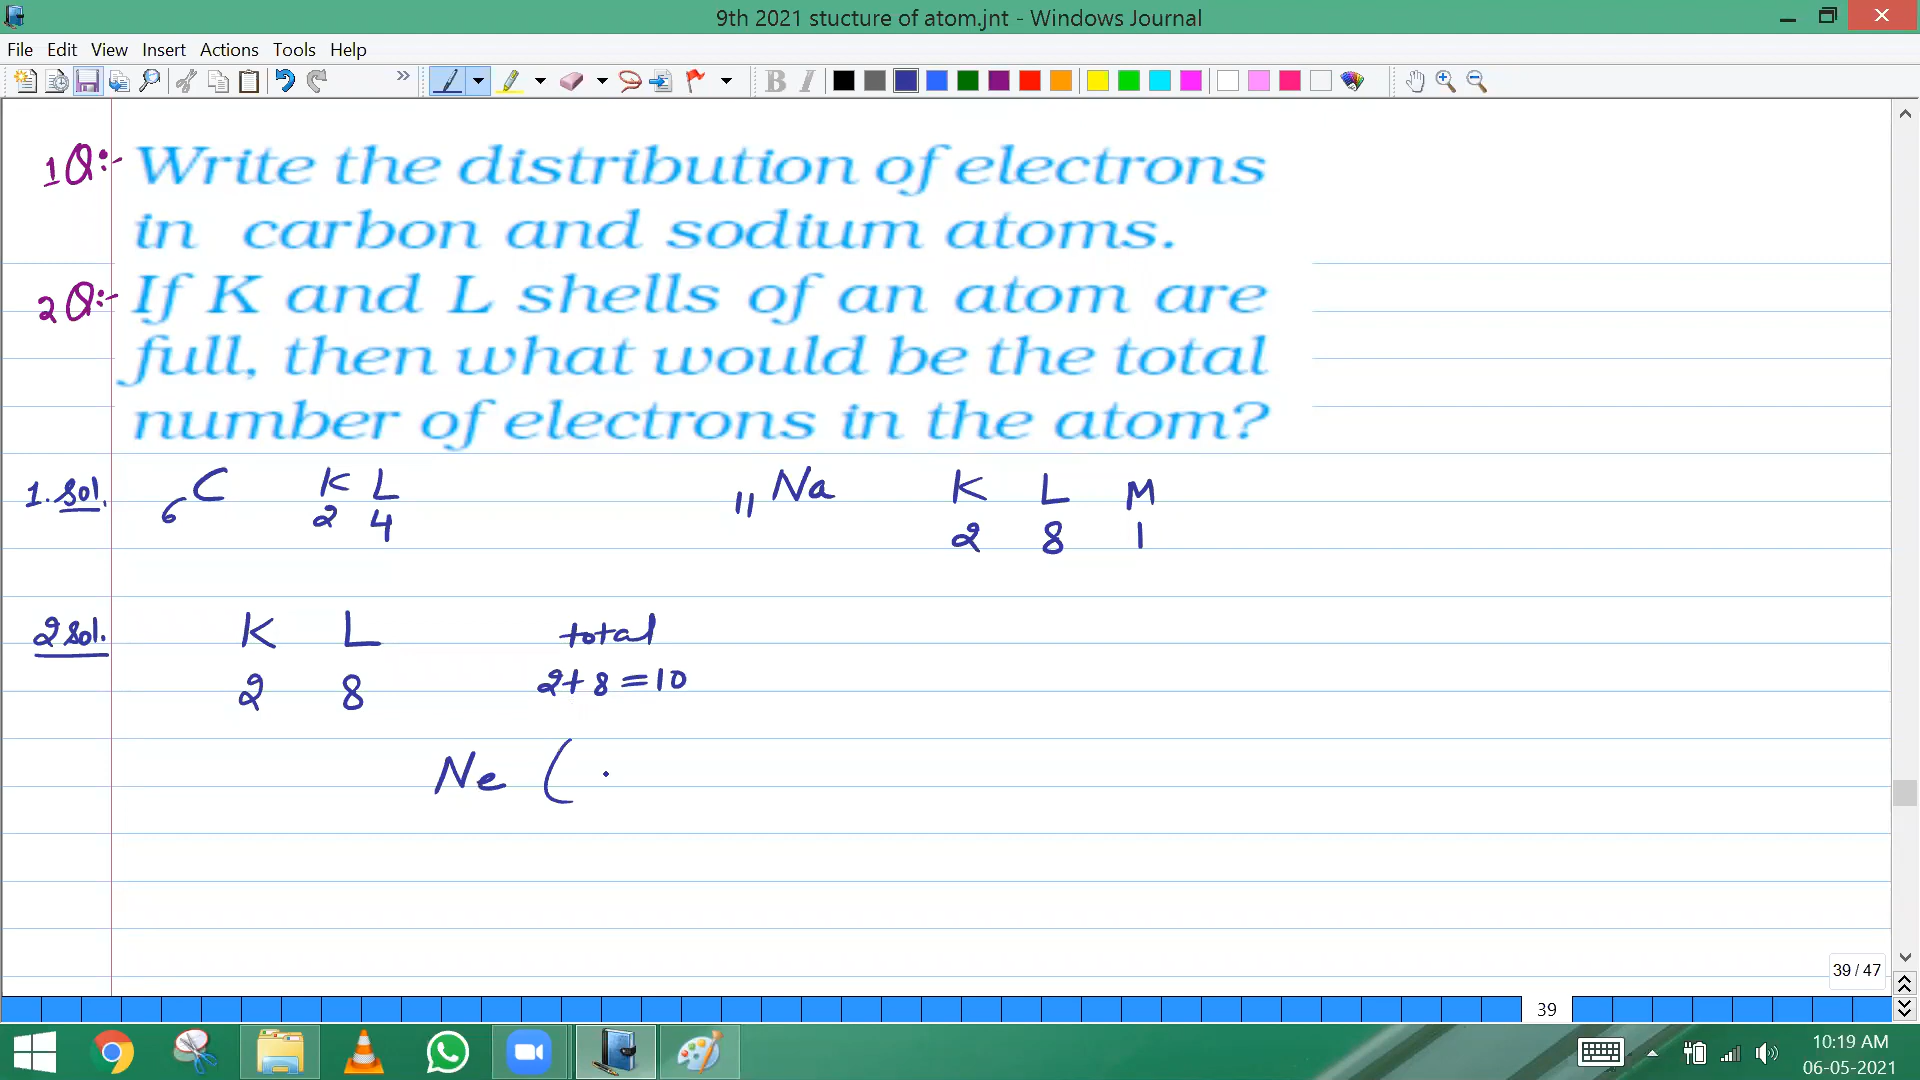 9th 2021 stucture of atom.jnt - Windows Journal
File Edit View Insert Actions Tools Help
B I
1Q:- Write the distribution of electrons
in carbon and sodium atoms.
2Q:- If K and L shells of an atom are
full, then what would be the total
number of electrons in the atom?
1. Sol. 6C K L 11Na K L M
2 4 2 8 1
2 Sol. K L total
2 8 2+8=10
Ne (.
39 / 47
39
10:19 AM
06-05-2021